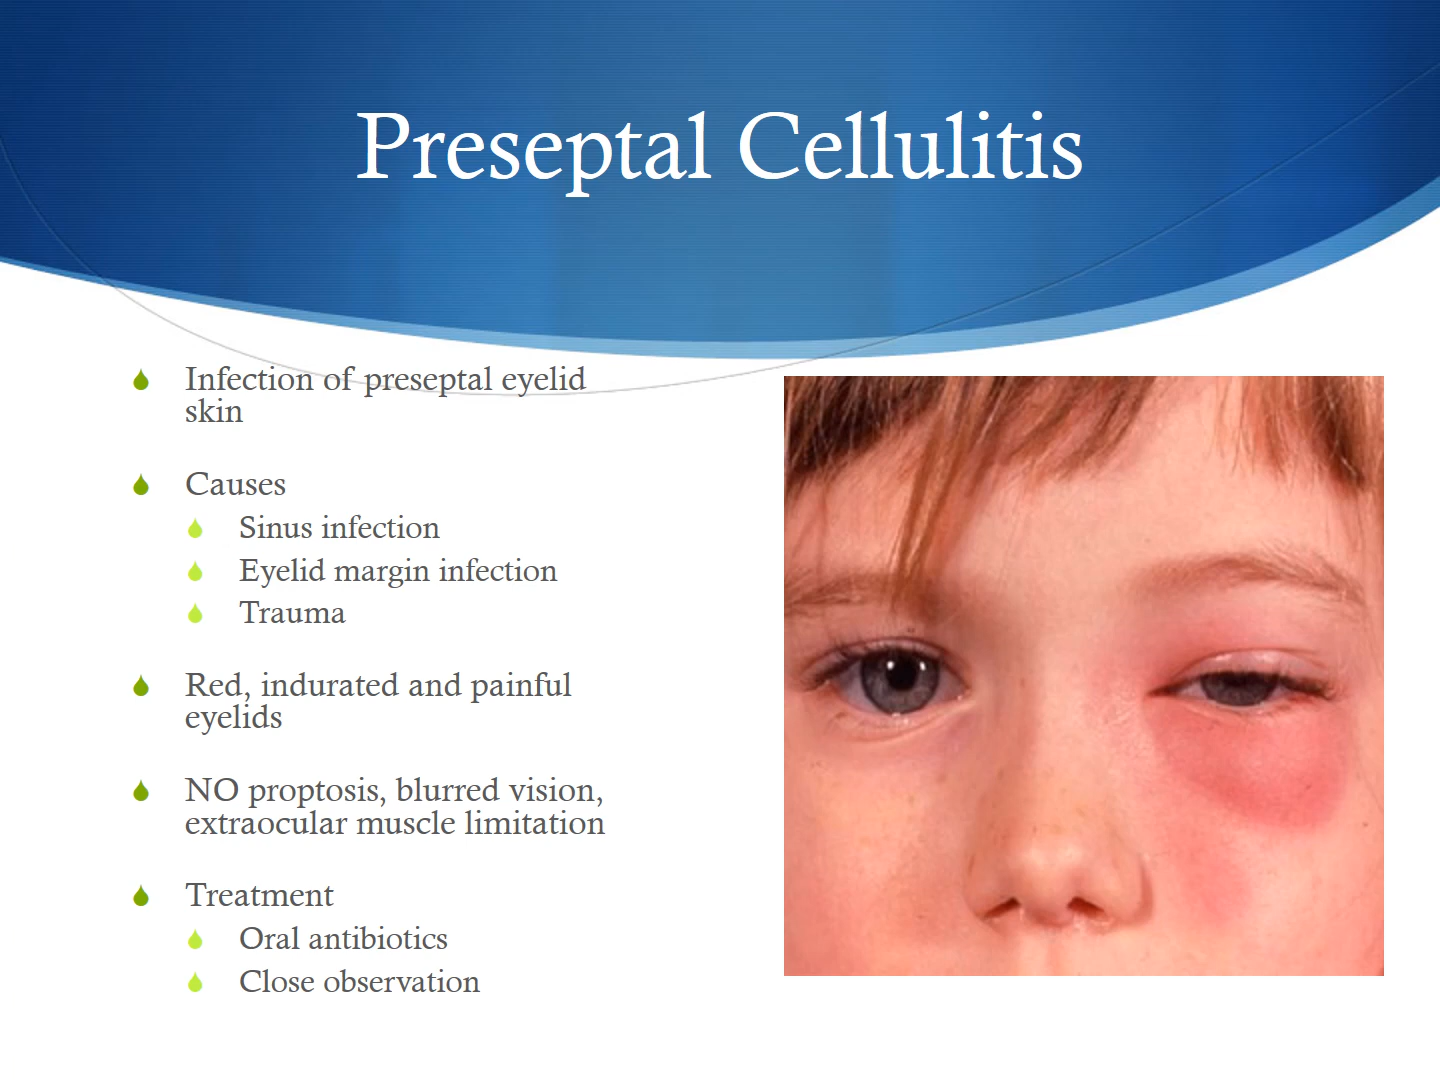 Preseptal Cellulitis
Infection of preseptal eyelid
skin
Causes
Sinus infection
Eyelid margin infection
Trauma
Red, indurated and painful
eyelids
NO proptosis, blurred vision,
extraocular muscle limitation
Treatment
Oral antibiotics
Close observation